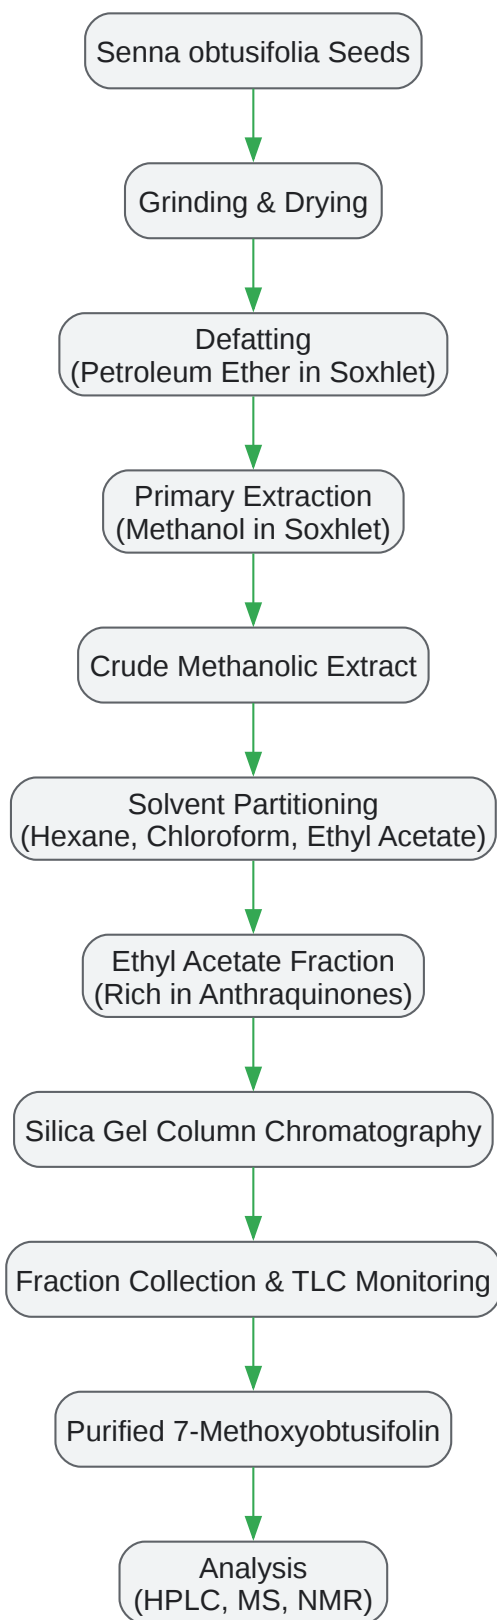 Senna obtusifolia Seeds
Grinding & Drying
Defatting
(Petroleum Ether in Soxhlet)
Primary Extraction
(Methanol in Soxhlet)
Crude Methanolic Extract
Solvent Partitioning
(Hexane, Chloroform, Ethyl Acetate)
Ethyl Acetate Fraction
(Rich in Anthraquinones)
Silica Gel Column Chromatography
Fraction Collection & TLC Monitoring
Purified 7-Methoxyobtusifolin
Analysis
(HPLC, MS, NMR)